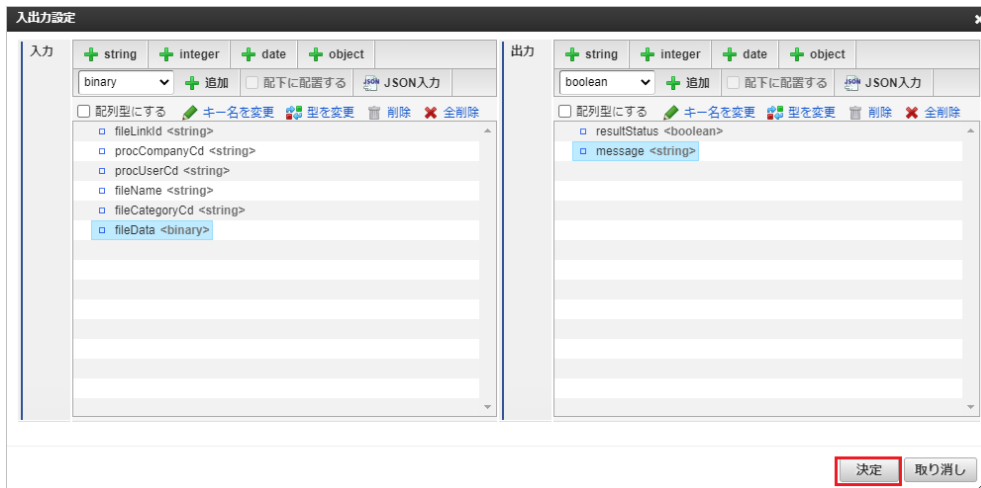 入出力設定
入力
string integer date object
binary 追加 配下に配置する JSON JSON入力
配列型にする キー名を変更 型を変更 削除 全削除
fileLinkId <string>
procCompanyCd <string>
procUserCd <string>
fileName <string>
fileCategoryCd <string>
fileData <binary>
出力
string integer date object
boolean 追加 配下に配置する JSON JSON入力
配列型にする キー名を変更 型を変更 削除 全削除
resultStatus <boolean>
message <string>
決定 取り消し